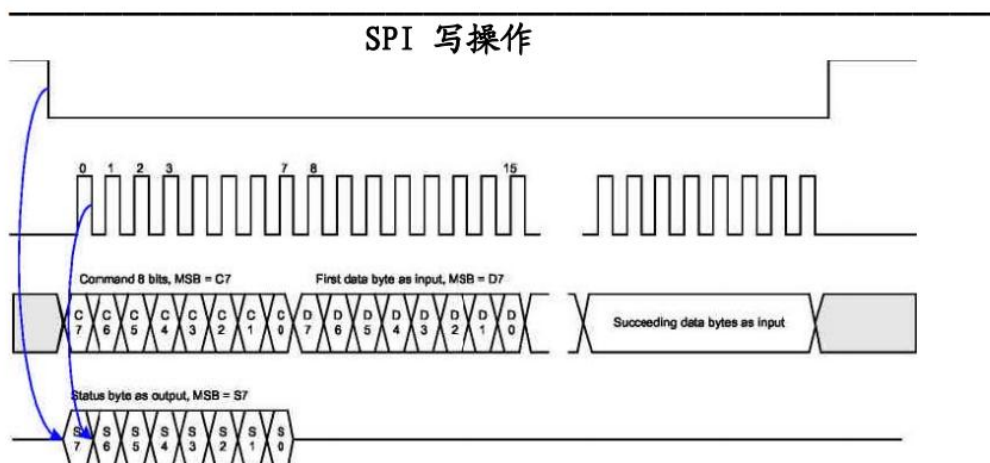 SPI 写操作
0 1 2 3 7 8 15
Command 8 bits, MSB = C7
First data byte as input, MSB = D7
C7 C6 C5 C4 C3 C2 C1 C0 D7 D6 D5 D4 D3 D2 D1 D0
Succeeding data bytes as input
Status byte as output, MSB = S7
S7 S6 S5 S4 S3 S2 S1 S0